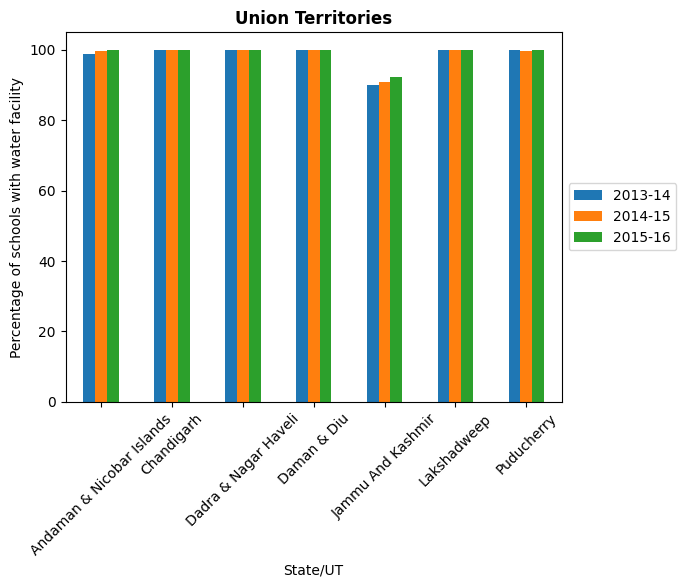 Union Territories
Percentage of schools with water facility
100
80
60
40
20
0
2013-14
2014-15
2015-16
Andaman & Nicobar Islands
Chandigarh
Dadra & Nagar Haveli
Daman & Diu
Jammu And Kashmir
Lakshadweep
Puducherry
State/UT